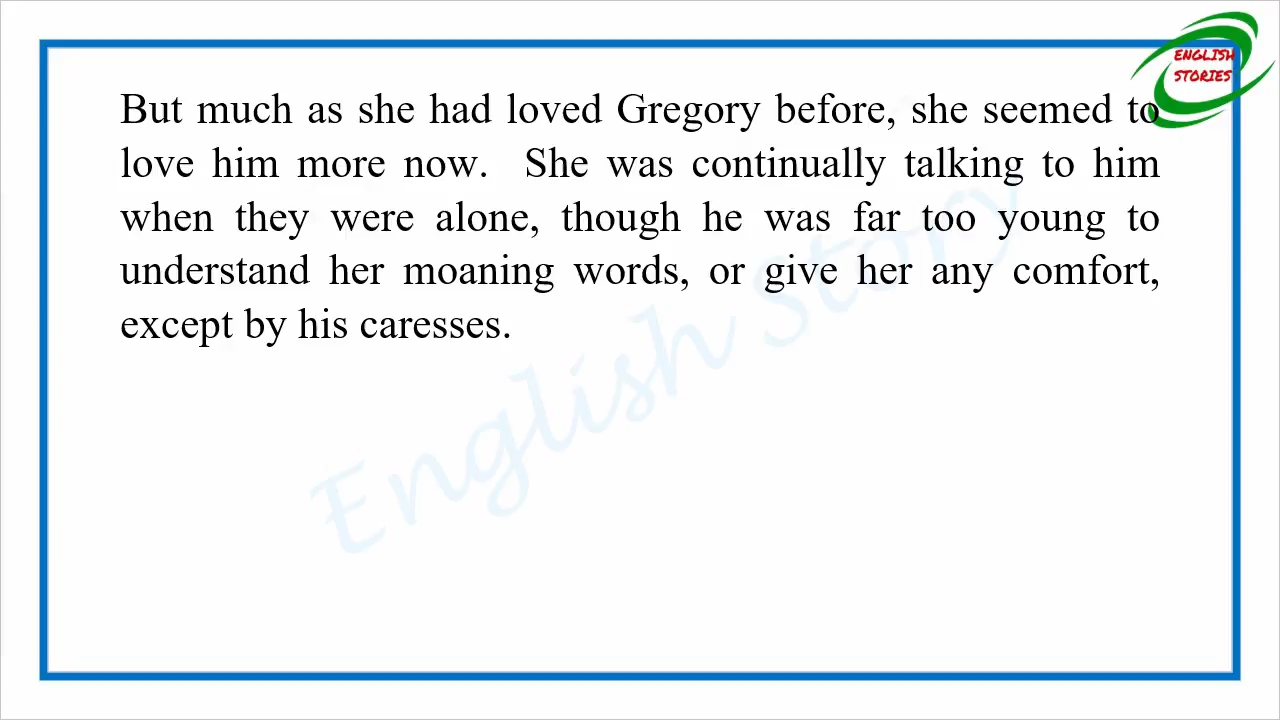 ENGLISH
STORIES
But much as she had loved Gregory before, she seemed to
love him more now.  She was continually talking to him
when they were alone, though he was far too young to
understand her moaning words, or give her any comfort,
except by his caresses.
English Story